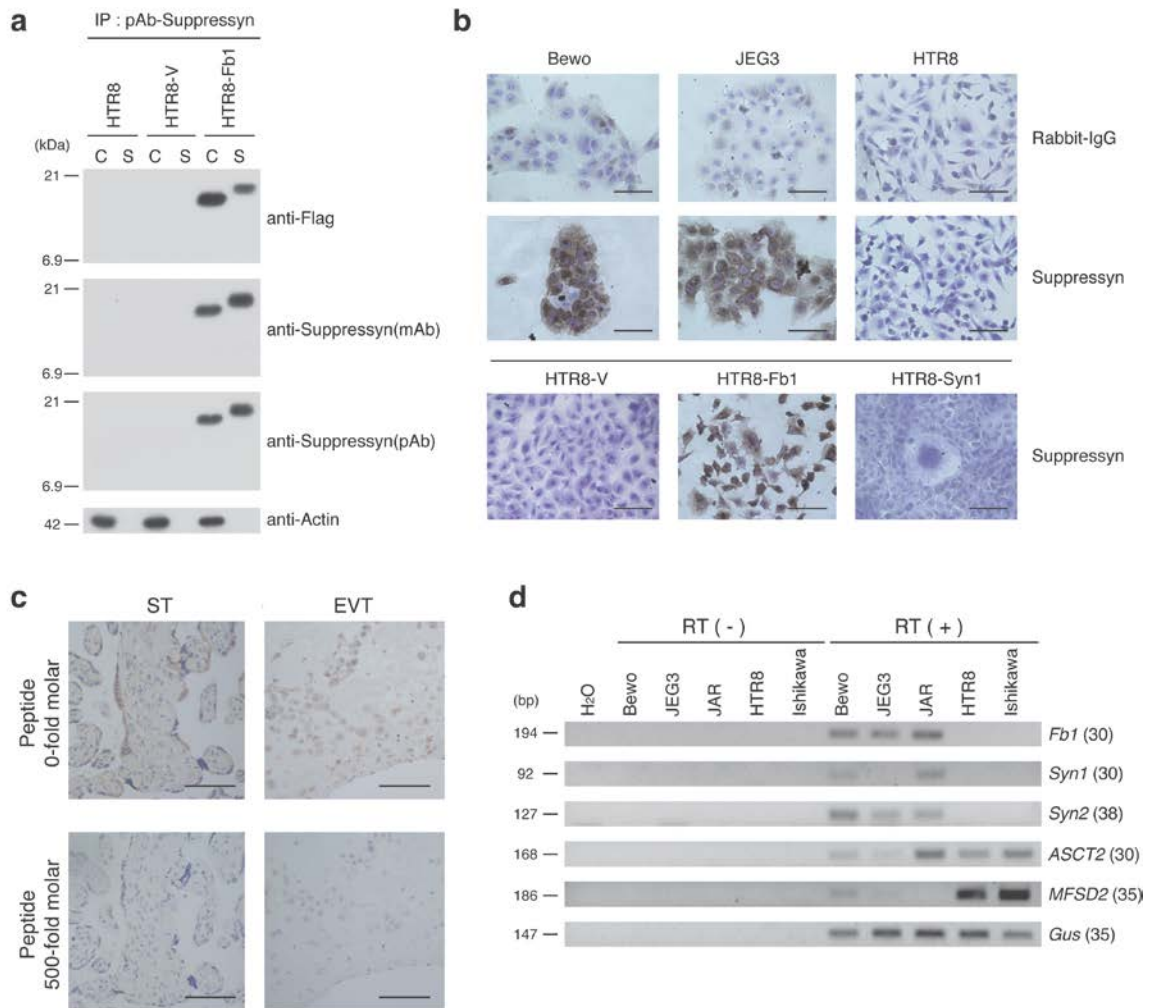 a
IP : pAb-Suppressyn
HTR8
HTR8-V
HTR8-Fb1
(kDa)
C S C S C S
21
anti-Flag
6.9
21
anti-Suppressyn(mAb)
6.9
21
anti-Suppressyn(pAb)
6.9
42
anti-Actin
b
Bewo JEG3 HTR8
Rabbit-IgG
Suppressyn
HTR8-V HTR8-Fb1 HTR8-Syn1
Suppressyn
c
ST EVT
Peptide
0-fold molar
Peptide
500-fold molar
d
RT ( - ) RT ( + )
(bp)
H₂O
Bewo
JEG3
JAR
HTR8
Ishikawa
Bewo
JEG3
JAR
HTR8
Ishikawa
194 Fb1 (30)
92 Syn1 (30)
127 Syn2 (38)
168 ASCT2 (30)
186 MFSD2 (35)
147 Gus (35)